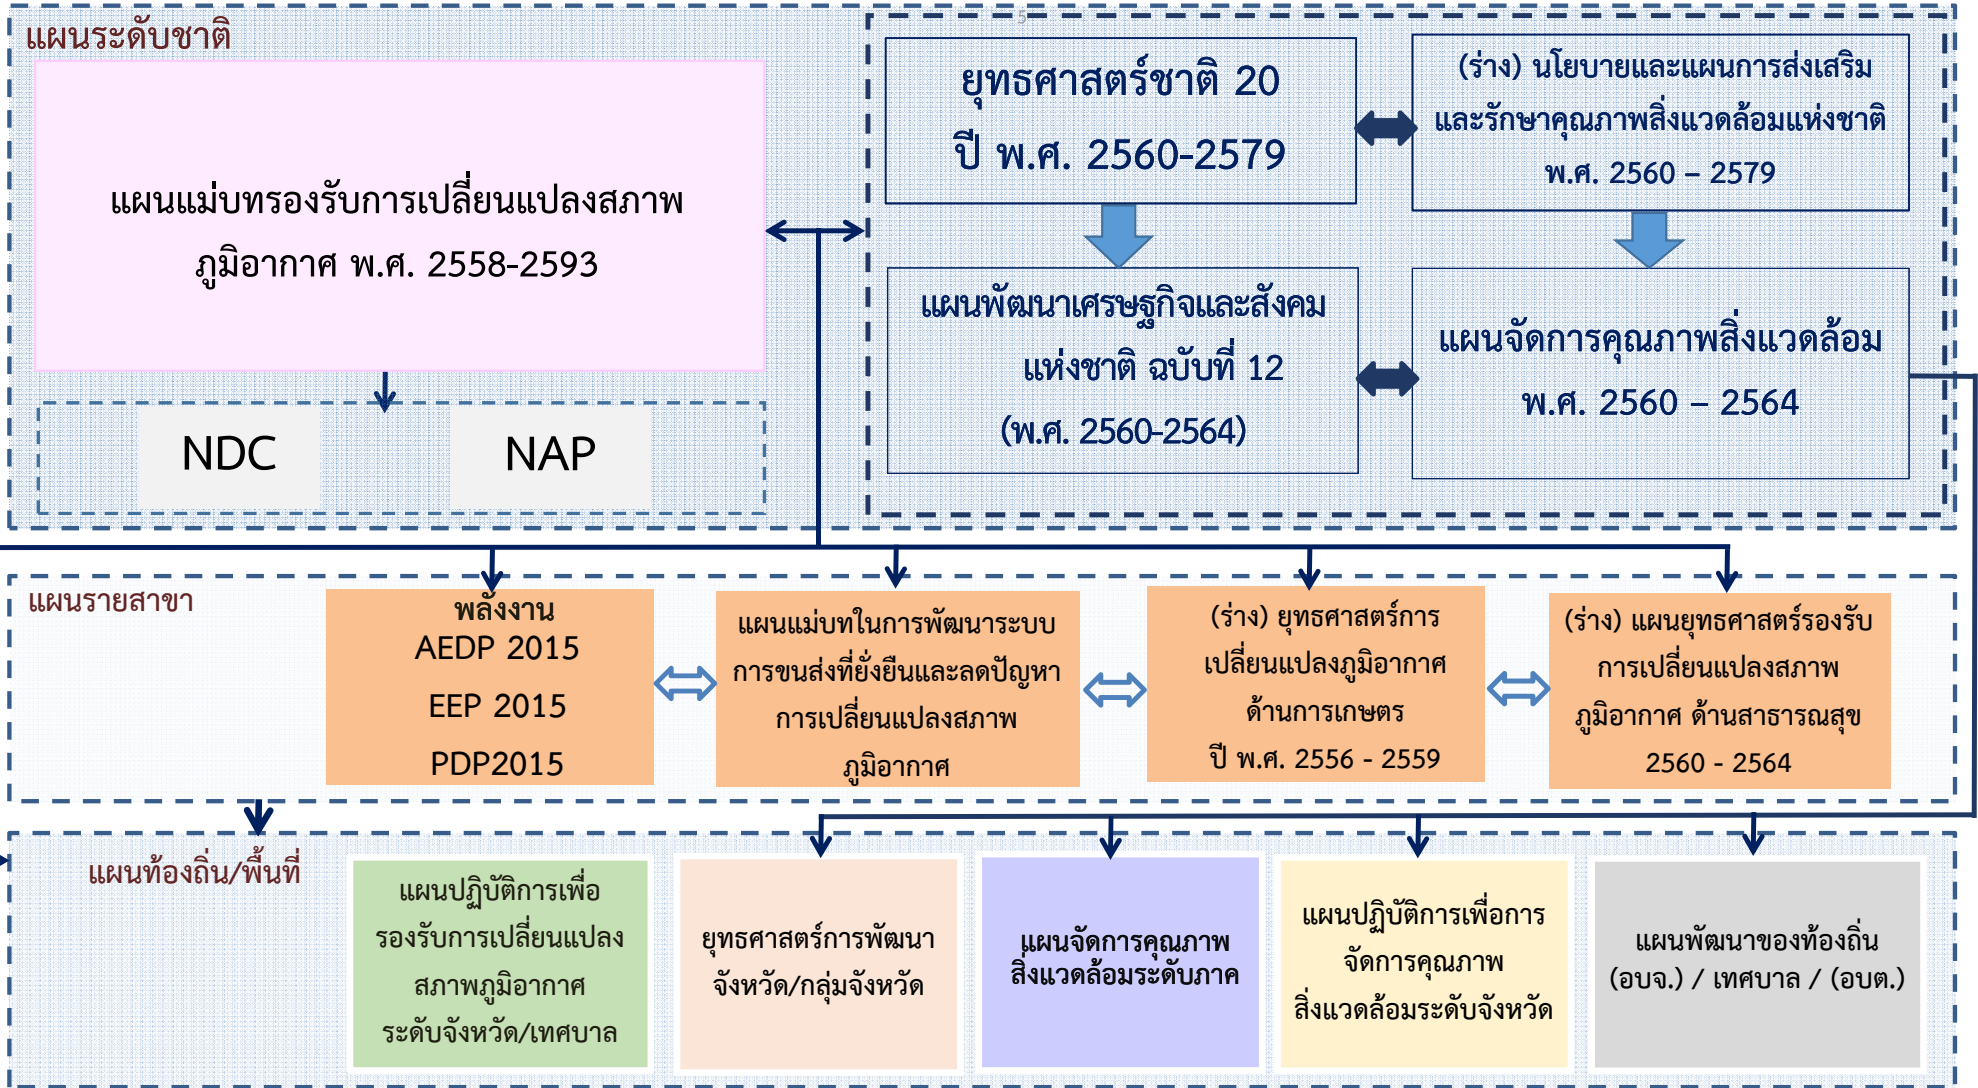 5
แผนระดับชาติ
แผนแม่บทรองรับการเปลี่ยนแปลงสภาพ
ภูมิอากาศ พ.ศ. 2558-2593
NDC
NAP
ยุทธศาสตร์ชาติ 20
ปี พ.ศ. 2560-2579
(ร่าง) นโยบายและแผนการส่งเสริม
และรักษาคุณภาพสิ่งแวดล้อมแห่งชาติ
พ.ศ. 2560 – 2579
แผนพัฒนาเศรษฐกิจและสังคม
แห่งชาติ ฉบับที่ 12
(พ.ศ. 2560-2564)
แผนจัดการคุณภาพสิ่งแวดล้อม
พ.ศ. 2560 – 2564
แผนรายสาขา
พลังงาน
AEDP 2015
EEP 2015
PDP2015
แผนแม่บทในการพัฒนาระบบ
การขนส่งที่ยั่งยืนและลดปัญหา
การเปลี่ยนแปลงสภาพ
ภูมิอากาศ
(ร่าง) ยุทธศาสตร์การ
เปลี่ยนแปลงภูมิอากาศ
ด้านการเกษตร
ปี พ.ศ. 2556 - 2559
(ร่าง) แผนยุทธศาสตร์รองรับ
การเปลี่ยนแปลงสภาพ
ภูมิอากาศ ด้านสาธารณสุข
2560 - 2564
แผนท้องถิ่น/พื้นที่
แผนปฏิบัติการเพื่อ
รองรับการเปลี่ยนแปลง
สภาพภูมิอากาศ
ระดับจังหวัด/เทศบาล
ยุทธศาสตร์การพัฒนา
จังหวัด/กลุ่มจังหวัด
แผนจัดการคุณภาพ
สิ่งแวดล้อมระดับภาค
แผนปฏิบัติการเพื่อการ
จัดการคุณภาพ
สิ่งแวดล้อมระดับจังหวัด
แผนพัฒนาของท้องถิ่น
(อบจ.) / เทศบาล / (อบต.)